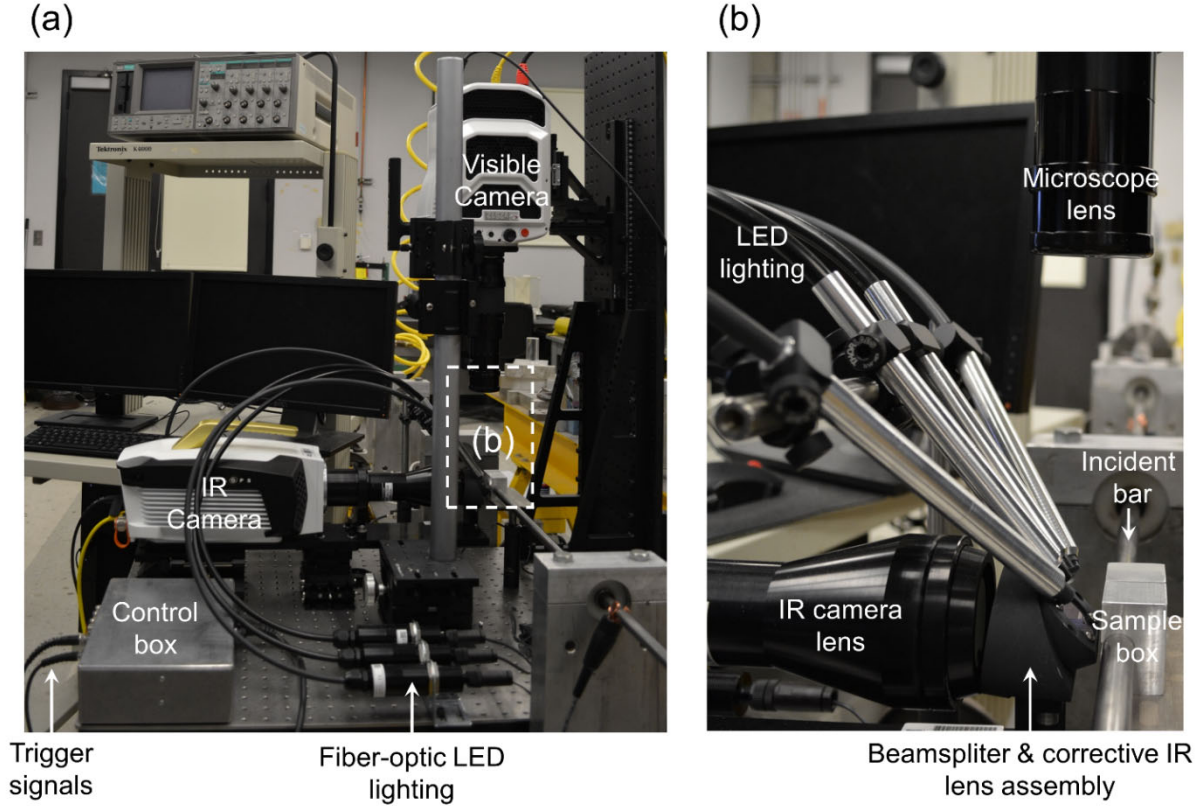 (a)
(b)
Tektronix
Visible
Camera
Microscope
lens
LED
lighting
(b)
IR
Camera
Incident
bar
Control
box
IR camera
lens
Sample
box
Trigger
signals
Fiber-optic LED
lighting
Beamspliter & corrective IR
lens assembly